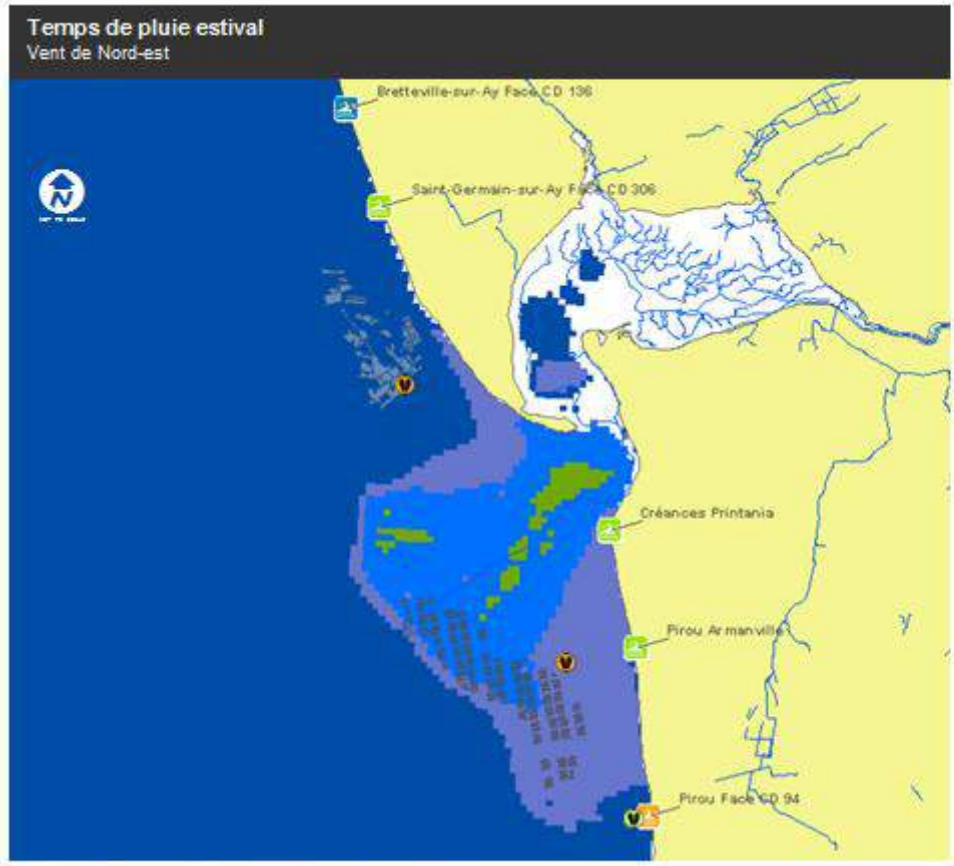 Temps de pluie estival
Vent de Nord-est
Bretteville-sur-Ay Face CD 136
N
Saint-Germain-sur-Ay Face CD 306
Créances Printania
Pirou Armanville
Pirou Face CD 94